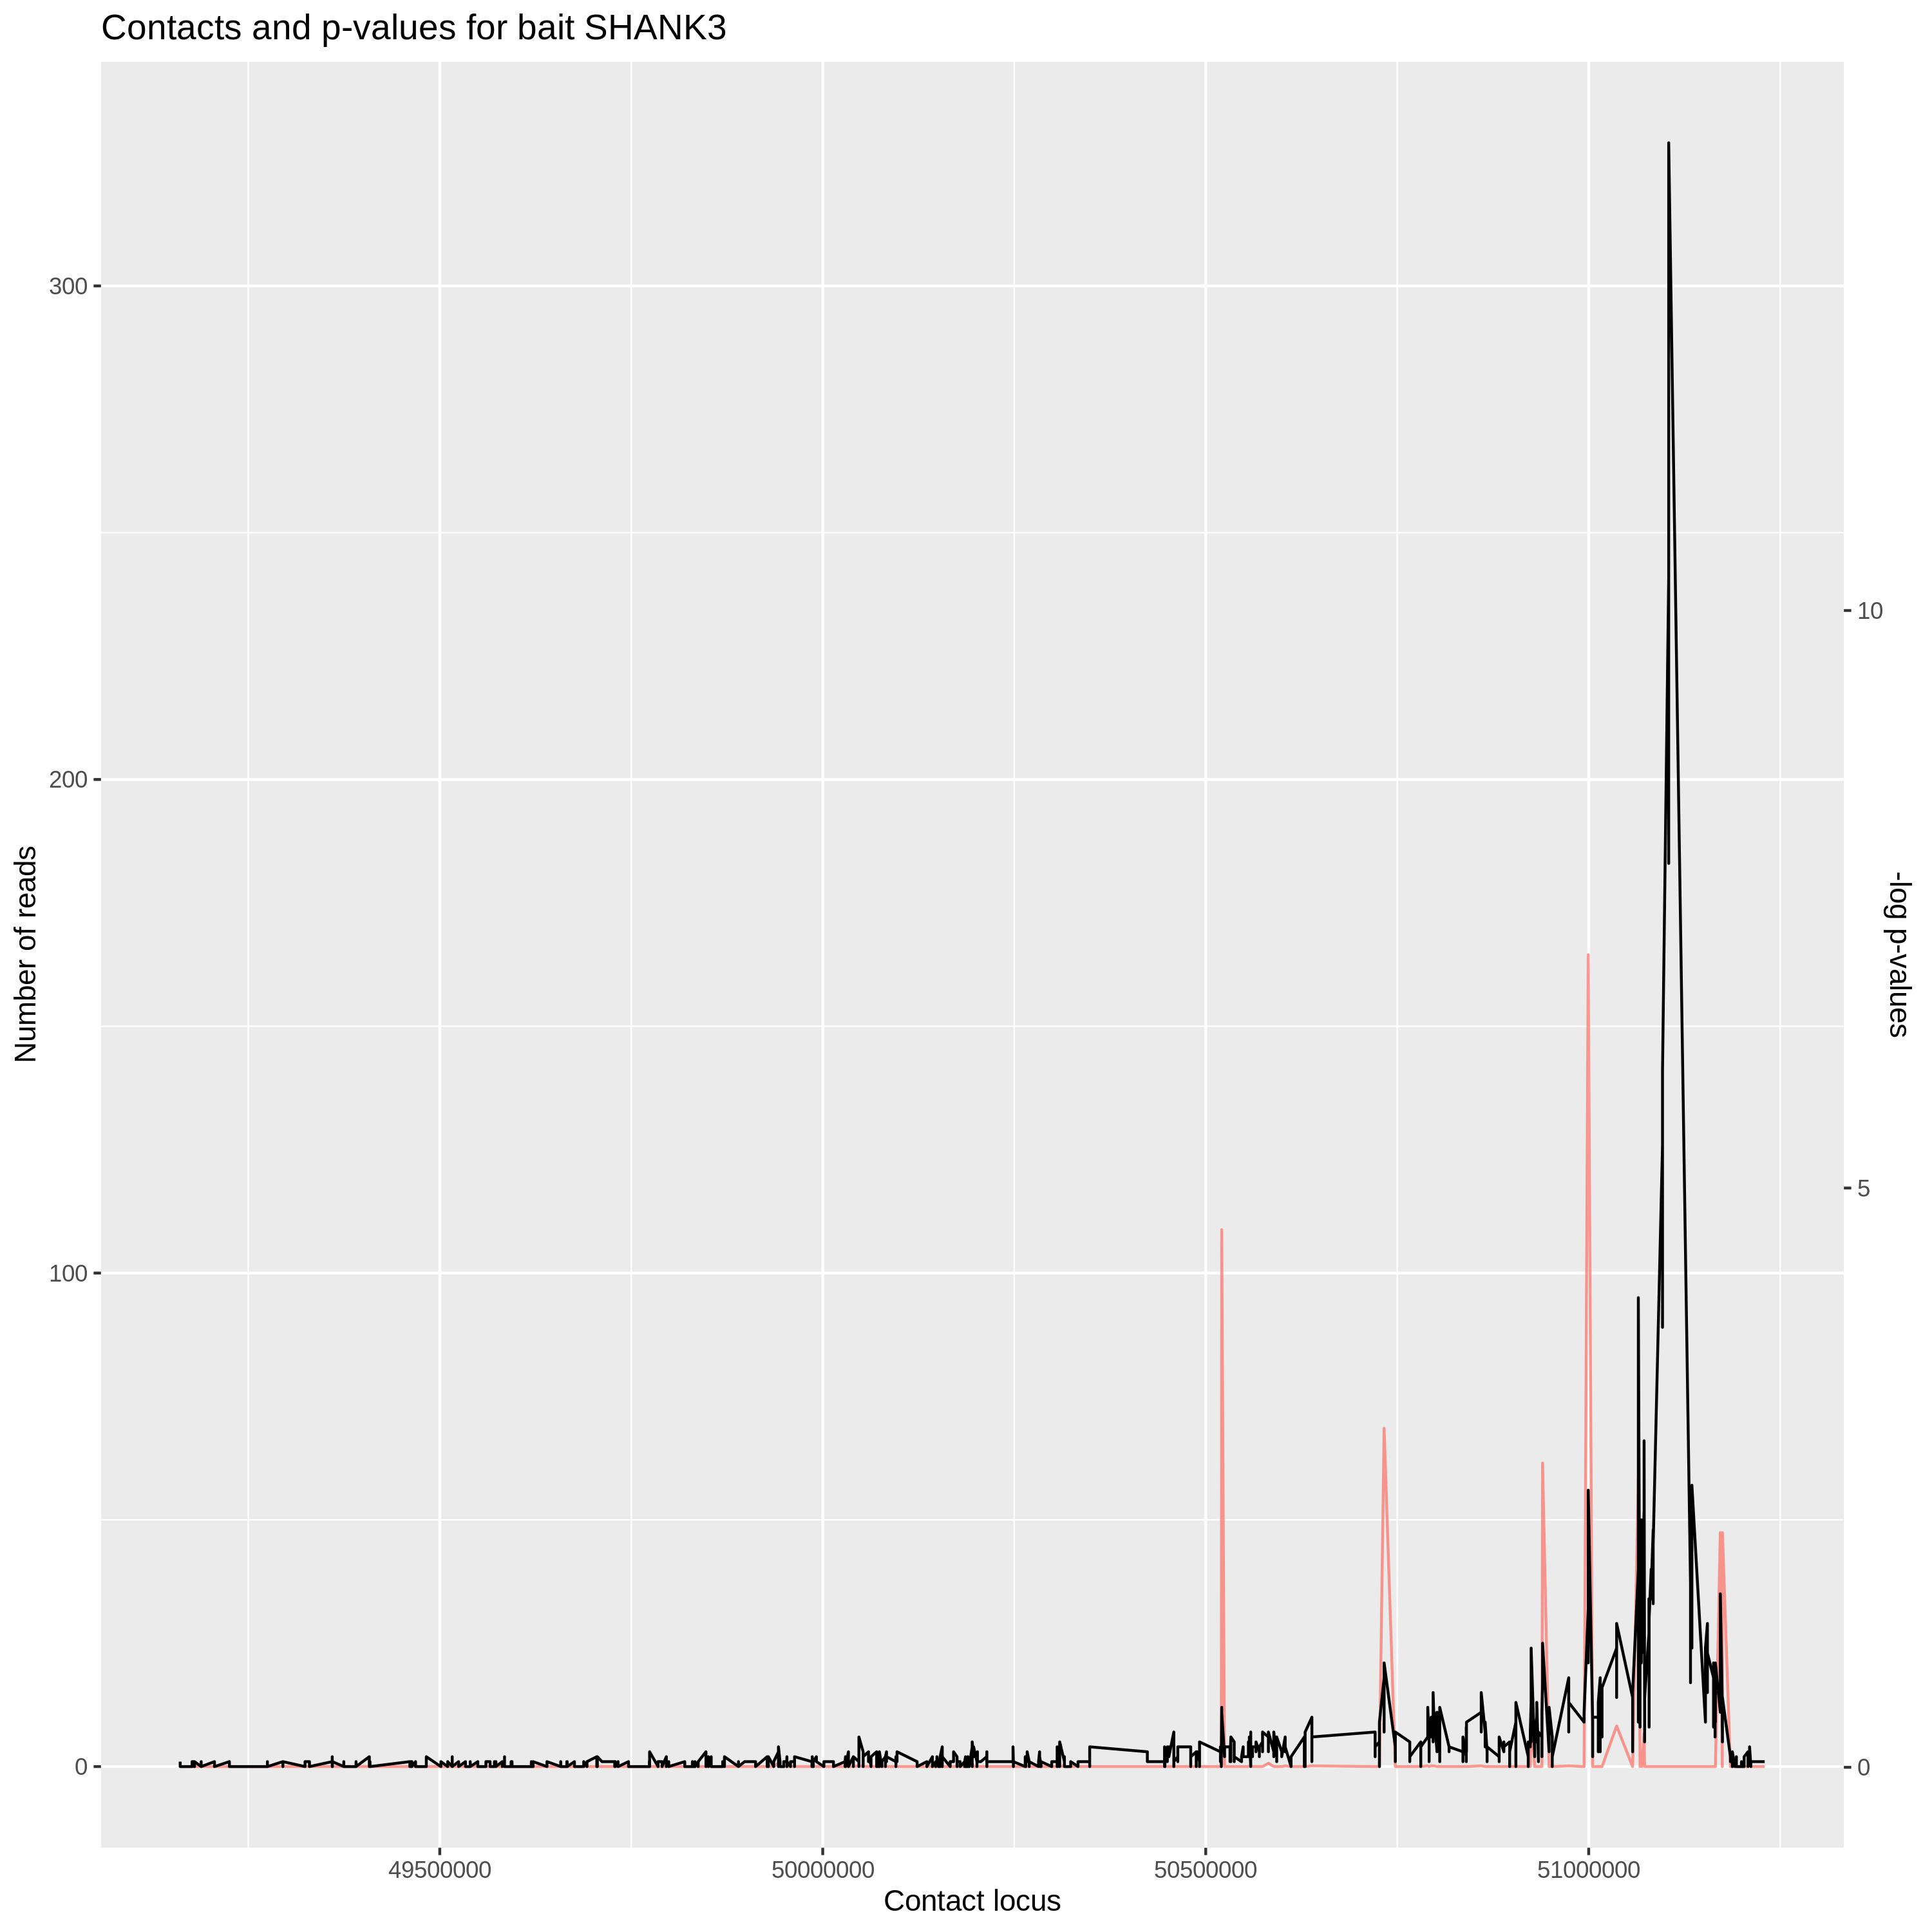 Contacts and p-values for bait SHANK3
300
200
100
0
Number of reads
10
5
0
-log p-values
49500000
50000000
50500000
51000000
Contact locus